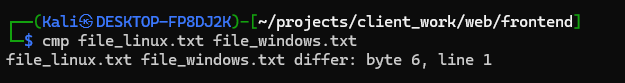 ┌──(Kali㉿DESKTOP-FP8DJ2K)-[~/projects/client_work/web/frontend]
└─$ cmp file_linux.txt file_windows.txt
file_linux.txt file_windows.txt differ: byte 6, line 1